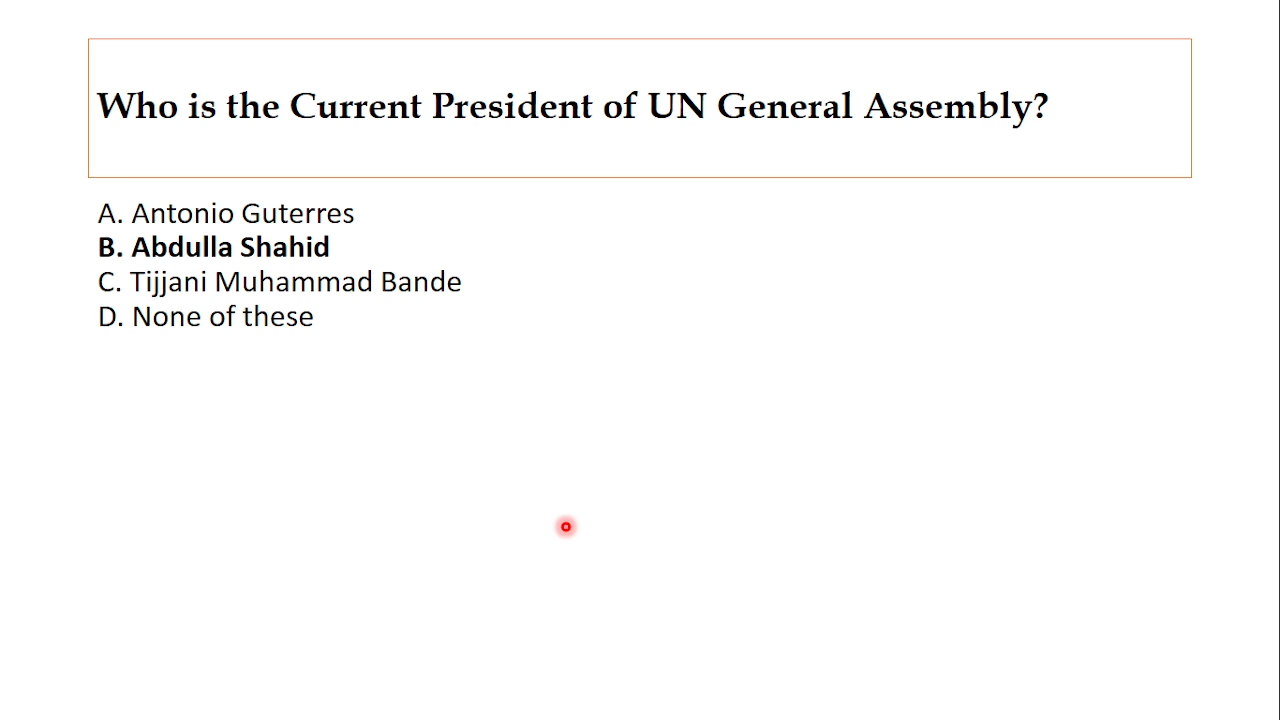 Who is the Current President of UN General Assembly?
A. Antonio Guterres
B. Abdulla Shahid
C. Tijjani Muhammad Bande
D. None of these